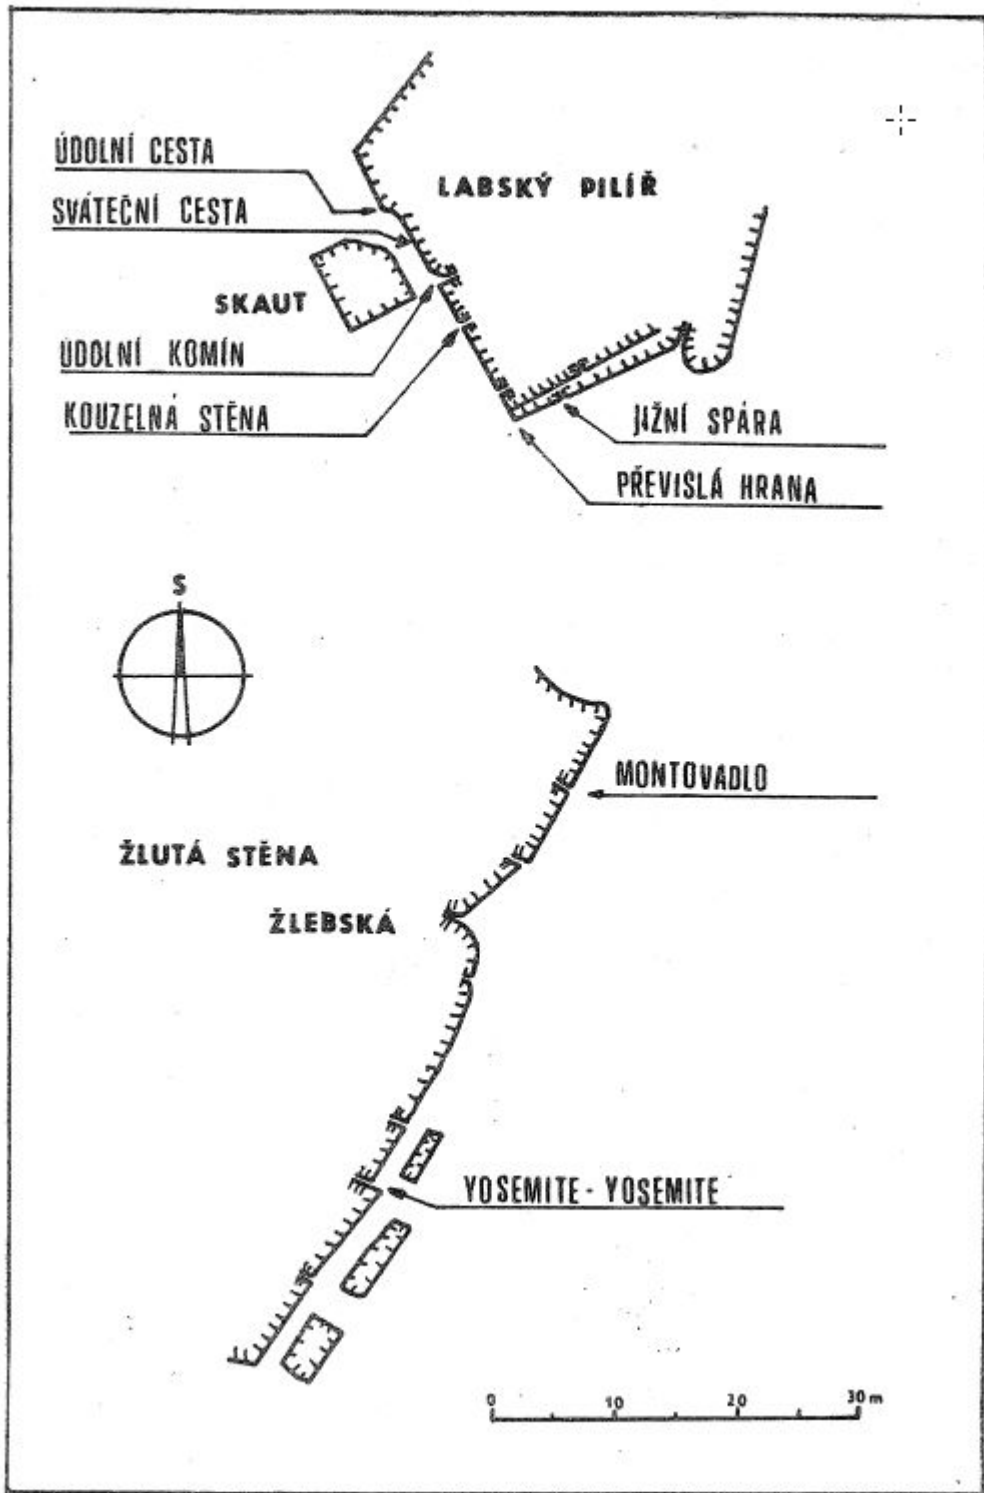 ÚDOLNÍ CESTA
LABSKÝ PILÍŘ
SVÁTEČNÍ CESTA
SKAUT
ÚDOLNÍ KOMÍN
KOUZELNÁ STĚNA
JIŽNÍ SPÁRA
PŘEVISLÁ HRANA
S
MONTOVADLO
ŽLUTÁ STĚNA
ŽLEBSKÁ
YOSEMITE - YOSEMITE
0 10 20 30 m